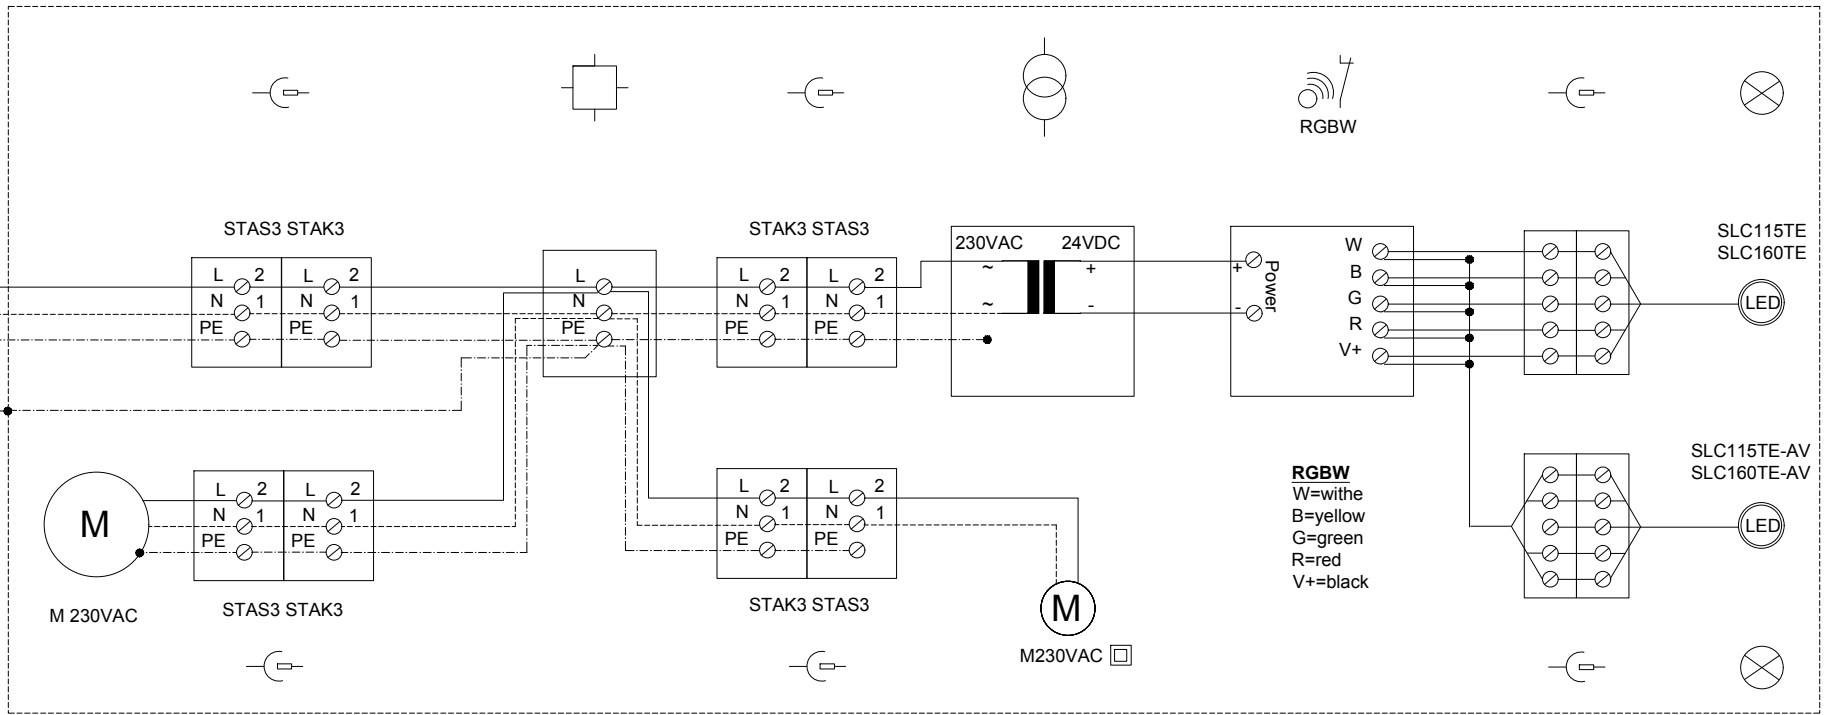 RGBW
STAS3 STAK3
L 2 L 2
N 1 N 1
PE PE
L
N
PE
STAK3 STAS3
L 2 L 2
N 1 N 1
PE PE
230VAC 24VDC
~ +
~ -
+
-
Power
W
B
G
R
V+
SLC115TE
SLC160TE
LED
M
M 230VAC
L 2 L 2
N 1 N 1
PE PE
STAS3 STAK3
L 2 L 2
N 1 N 1
PE PE
STAK3 STAS3
M
M230VAC
RGBW
W=withe
B=yellow
G=green
R=red
V+=black
SLC115TE-AV
SLC160TE-AV
LED